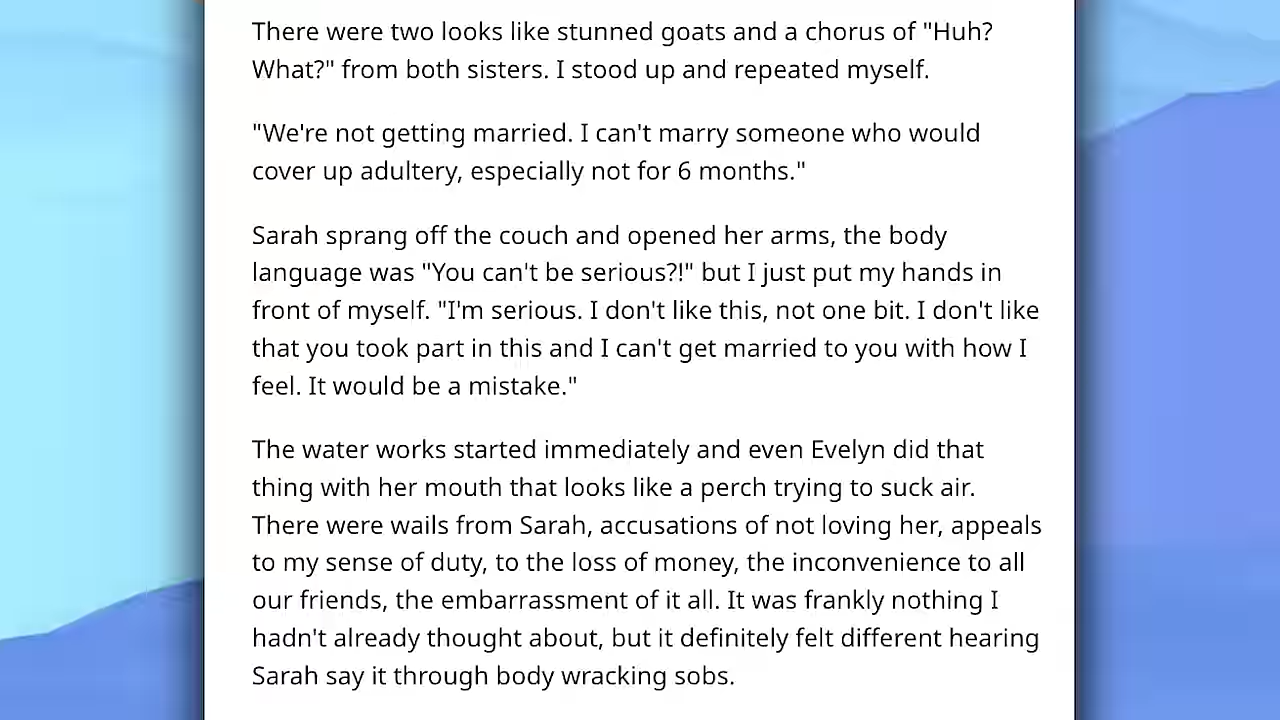 There were two looks like stunned goats and a chorus of "Huh?
What?" from both sisters. I stood up and repeated myself.
"We're not getting married. I can't marry someone who would
cover up adultery, especially not for 6 months."
Sarah sprang off the couch and opened her arms, the body
language was "You can't be serious?!" but I just put my hands in
front of myself. "I'm serious. I don't like this, not one bit. I don't like
that you took part in this and I can't get married to you with how I
feel. It would be a mistake."
The water works started immediately and even Evelyn did that
thing with her mouth that looks like a perch trying to suck air.
There were wails from Sarah, accusations of not loving her, appeals
to my sense of duty, to the loss of money, the inconvenience to all
our friends, the embarrassment of it all. It was frankly nothing I
hadn't already thought about, but it definitely felt different hearing
Sarah say it through body wracking sobs.